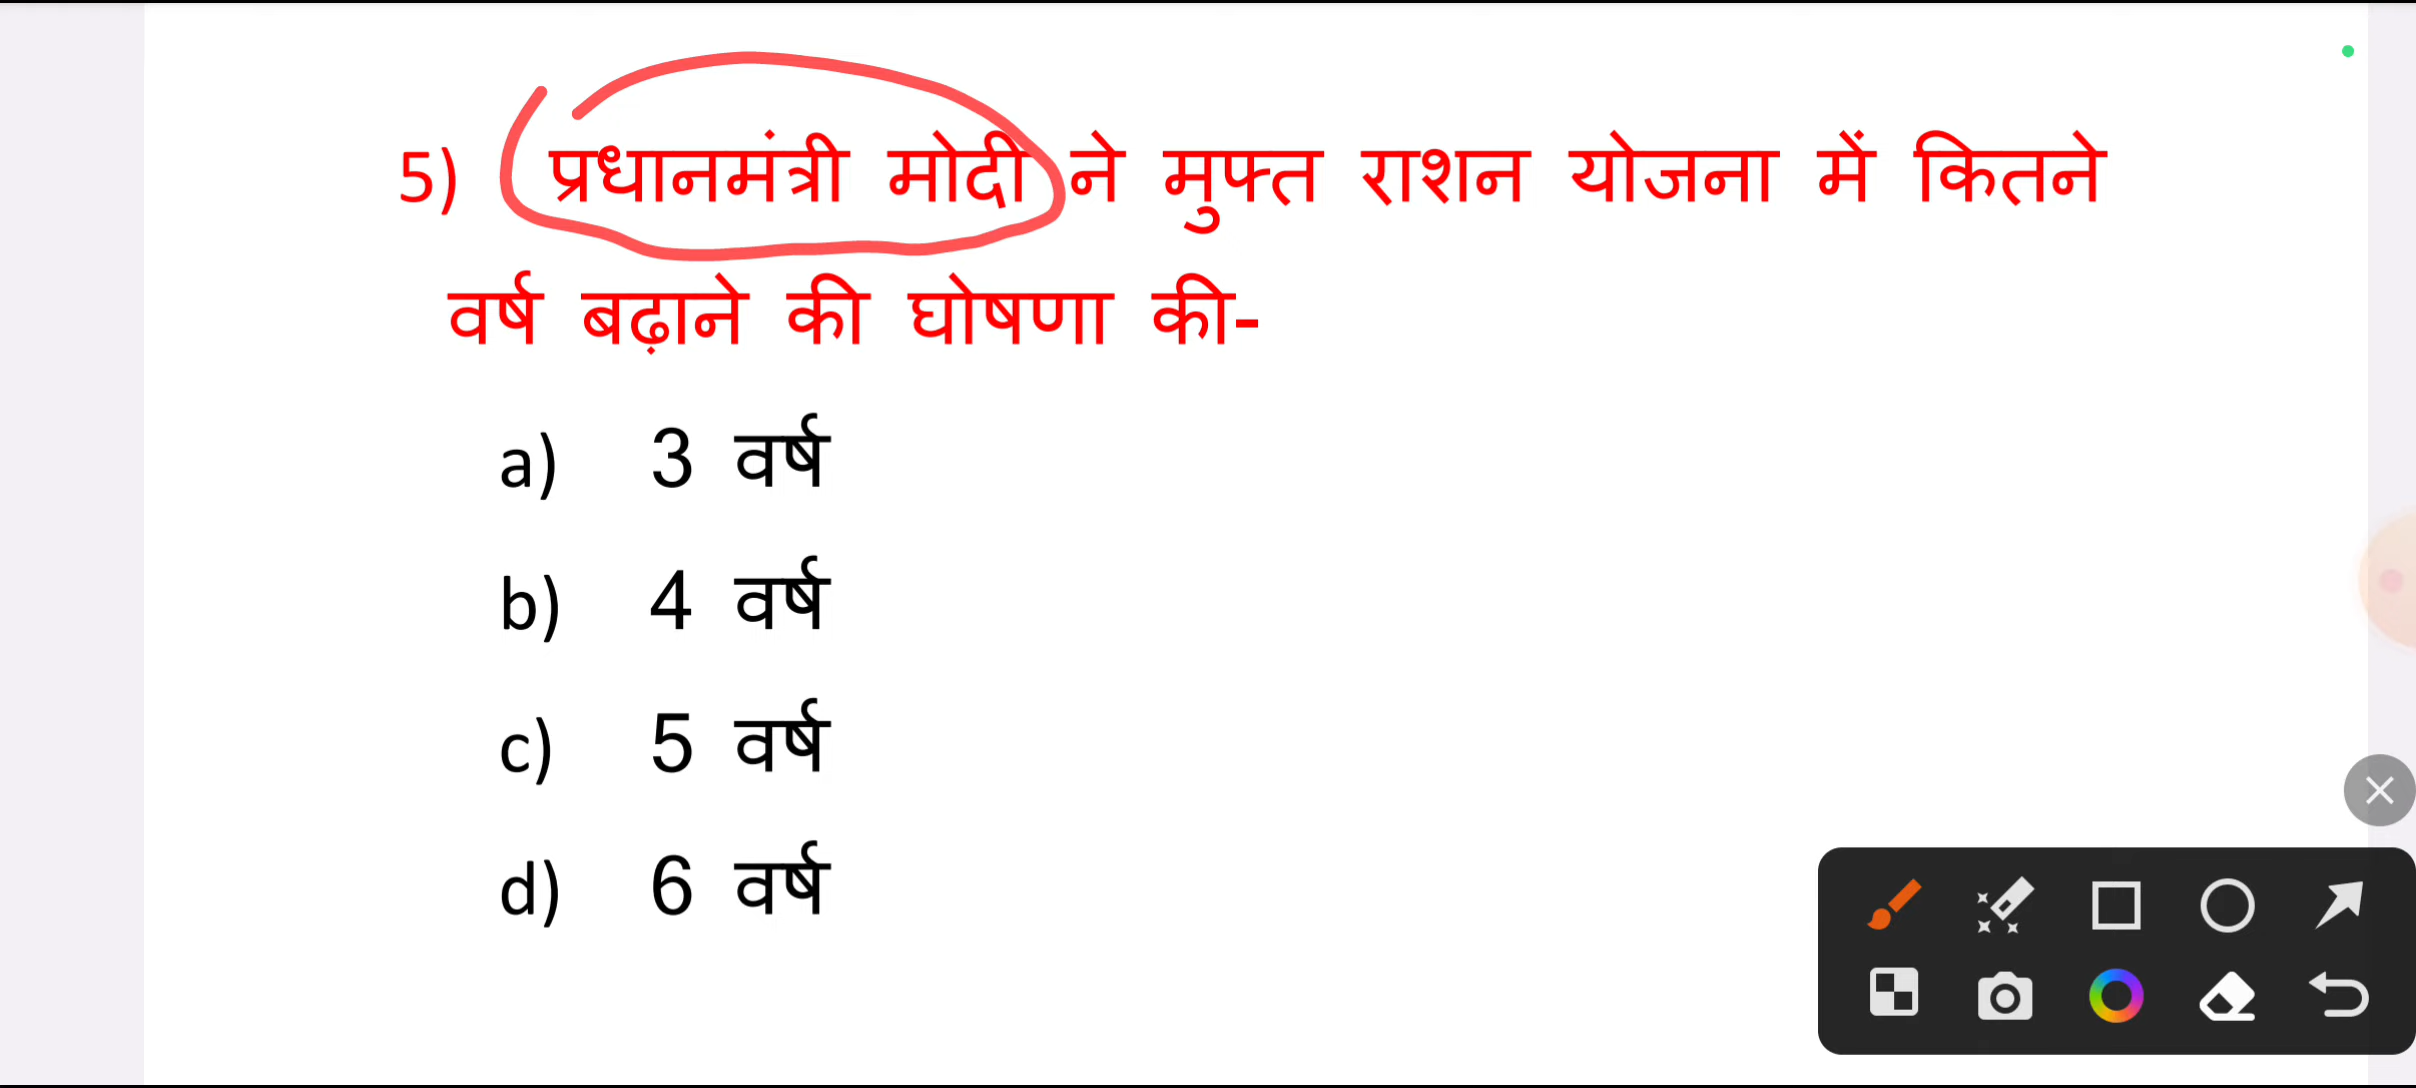 5) प्रधानमंत्री मोदी ने मुफ्त राशन योजना में कितने
वर्ष बढ़ाने की घोषणा की-
a) 3 वर्ष
b) 4 वर्ष
c) 5 वर्ष
d) 6 वर्ष